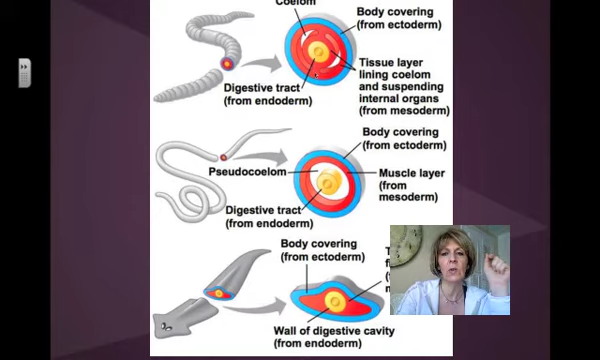 Coelom
Body covering
(from ectoderm)
Tissue layer
lining coelom
and suspending
internal organs
(from mesoderm)
Digestive tract
(from endoderm)
Body covering
(from ectoderm)
Pseudocoelom
Muscle layer
(from
mesoderm)
Digestive tract
(from endoderm)
Body covering
(from ectoderm)
Wall of digestive cavity
(from endoderm)